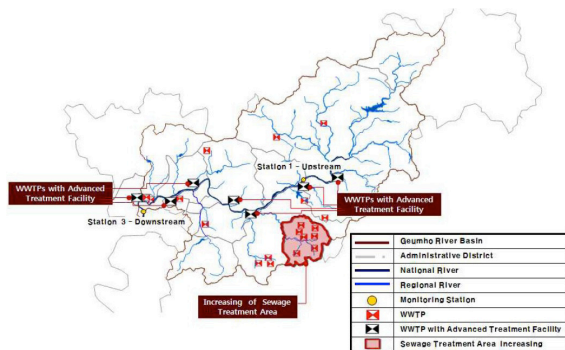 Station 1 - Upstream
WWTPs with Advanced
Treatment Facility
WWTPs with Advanced
Treatment Facility
Station 3 - Downstream
Increasing of Sewage
Treatment Area
Geumho River Basin
Administrative District
National River
Regional River
Monitoring Station
WWTP
WWTP with Advanced Treatment Facility
Sewage Treatment Area Increasing